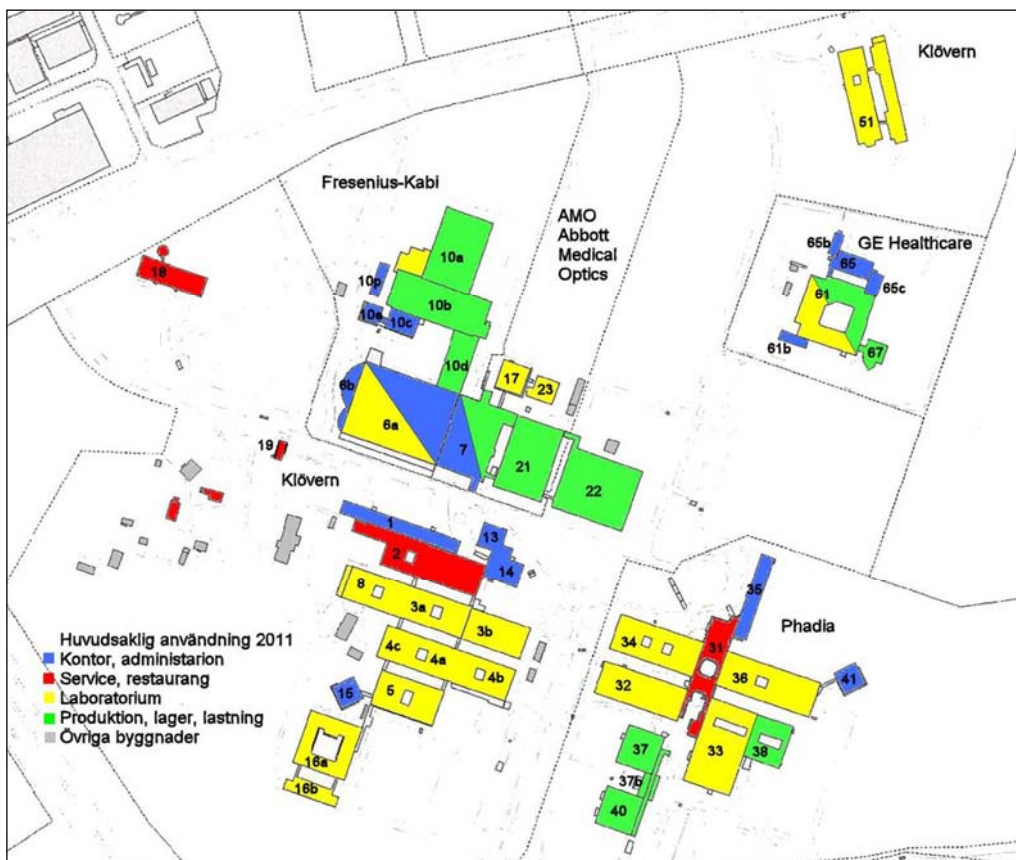 Klövern
51
Fresenius-Kabi
AMO
Abbott
Medical
Optics
GE Healthcare
65b
65
65c
61
61b
67
18
10a
10p
10b
10e
10c
10d
17
23
6b
6a
7
21
22
19
Klövern
1
2
13
14
8
3a
3b
4c
4a
4b
5
15
16a
16b
35
Phadia
34
31
36
41
32
33
38
37
37b
40
Huvudsaklig användning 2011
Kontor, administarion
Service, restaurang
Laboratorium
Produktion, lager, lastning
Övriga byggnader